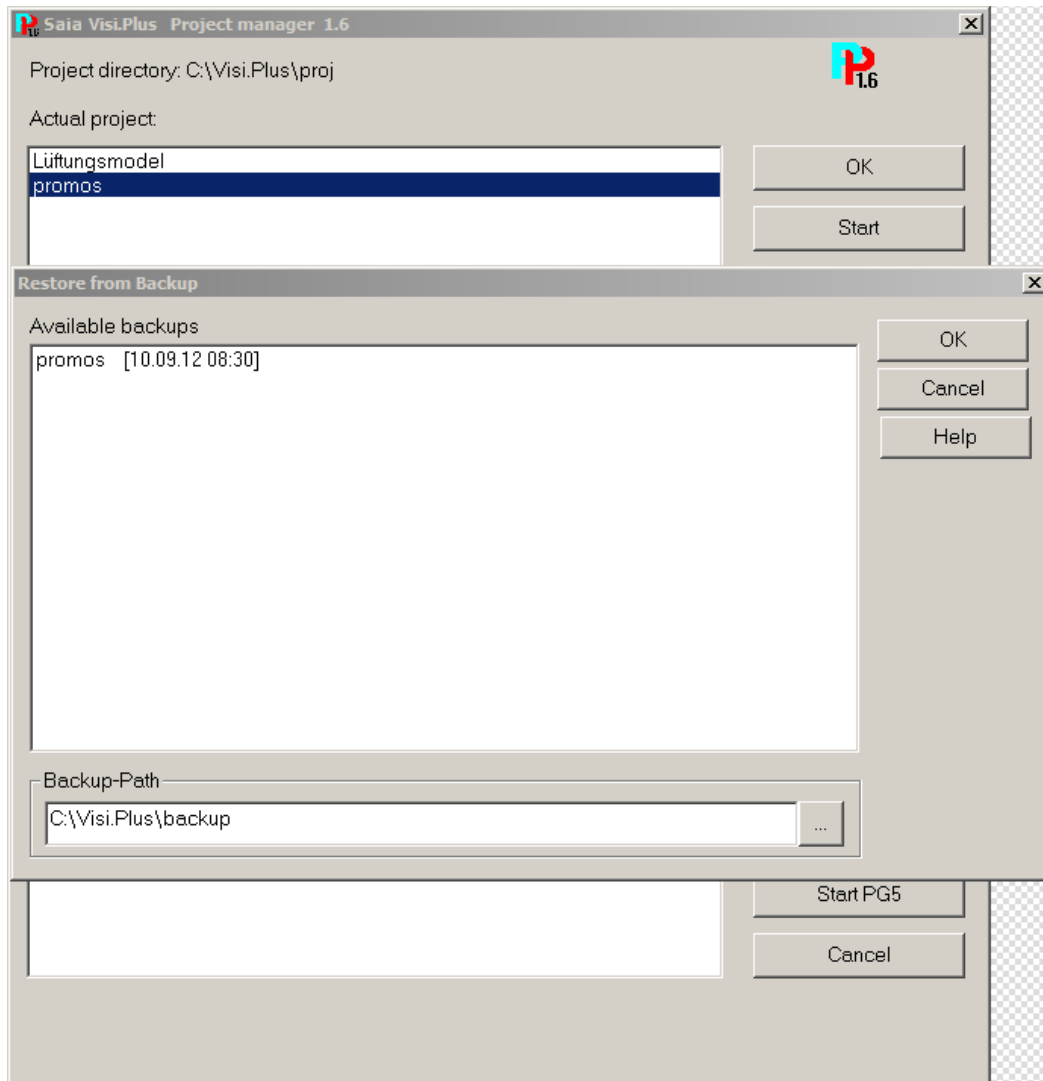 Saia Visi.Plus Project manager 1.6
Project directory: C:\Visi.Plus\proj
PP 1.6
Actual project:
Lüftungsmodel
promos
OK
Start
Restore from Backup
Available backups
promos [10.09.12 08:30]
OK
Cancel
Help
Backup-Path
C:\Visi.Plus\backup
...
Start PG5
Cancel